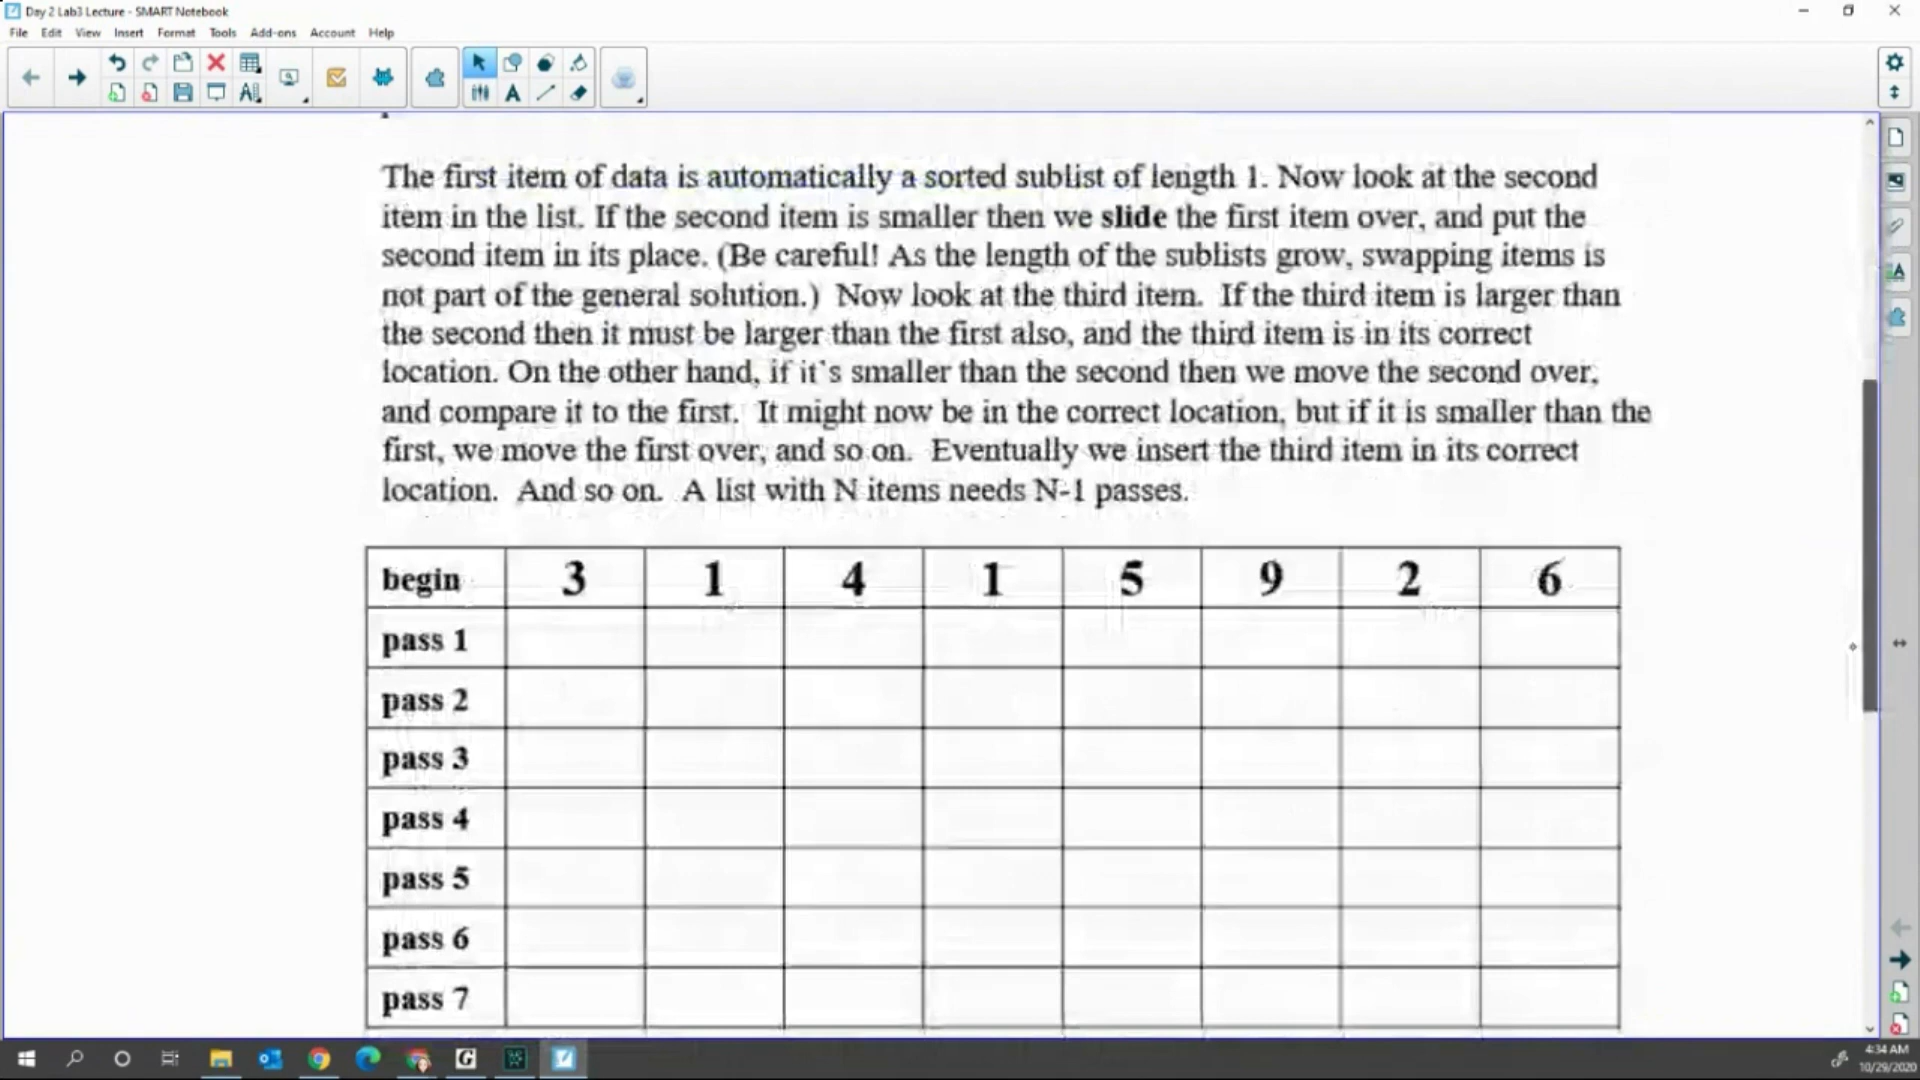 Day 2 Lab3 Lecture - SMART Notebook
File Edit View Insert Format Tools Add-ons Account Help
The first item of data is automatically a sorted sublist of length 1. Now look at the second
item in the list. If the second item is smaller then we slide the first item over, and put the
second item in its place. (Be careful! As the length of the sublists grow, swapping items is
not part of the general solution.) Now look at the third item. If the third item is larger than
the second then it must be larger than the first also, and the third item is in its correct
location. On the other hand, if it's smaller than the second then we move the second over,
and compare it to the first. It might now be in the correct location, but if it is smaller than the
first, we move the first over, and so on. Eventually we insert the third item in its correct
location. And so on. A list with N items needs N-1 passes.
begin 3 1 4 1 5 9 2 6
pass 1
pass 2
pass 3
pass 4
pass 5
pass 6
pass 7
4:34 AM
10/29/2020